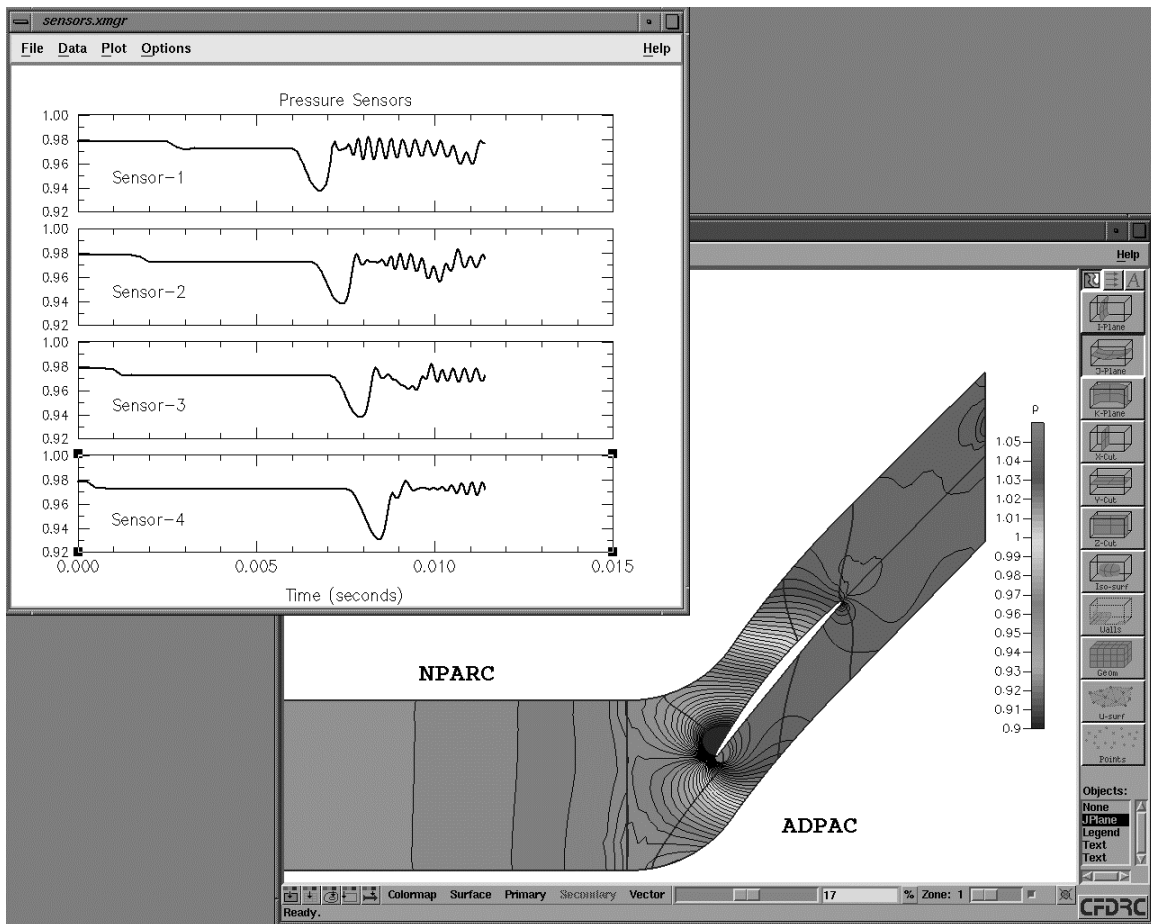 sensors.xmgr
File Data Plot Options Help
Pressure Sensors
1.00
0.98
0.96
0.94
0.92
Sensor-1
1.00
0.98
0.96
0.94
0.92
Sensor-2
1.00
0.98
0.96
0.94
0.92
Sensor-3
1.00
0.98
0.96
0.94
0.92
Sensor-4
0.000 0.005 0.010 0.015
Time (seconds)
Help
A
I-Plane
J-Plane
K-Plane
X-Cut
Y-Cut
Z-Cut
Iso-surf
Walls
Geom
U-surf
Points
p
1.05
1.04
1.03
1.02
1.01
1
0.99
0.98
0.97
0.96
0.95
0.94
0.93
0.92
0.91
0.9
NPARC
ADPAC
Objects:
None
JPlane
Legend
Text
Text
Colormap Surface Primary Secondary Vector 17 % Zone: 1
Ready.
CFDRC